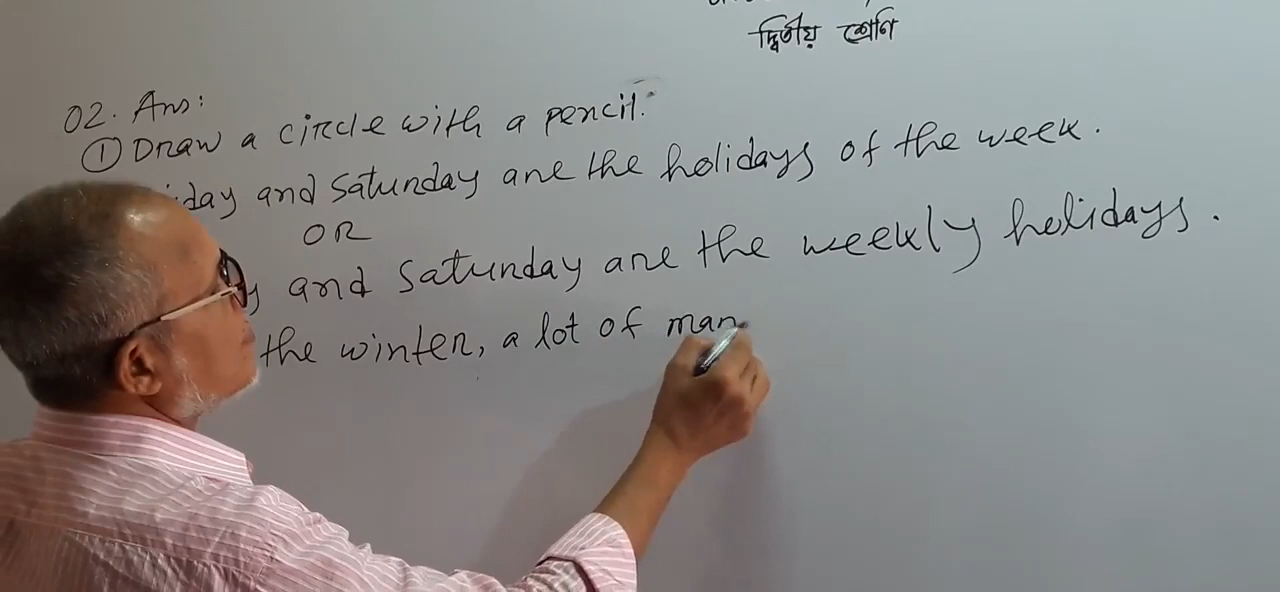 দ্বিতীয় শ্রেণি
02. Ans:
① Draw a circle with a pencil.
and Saturday are the holidays of the week.
OR
and Saturday are the weekly holidays.
the winter, a lot of man